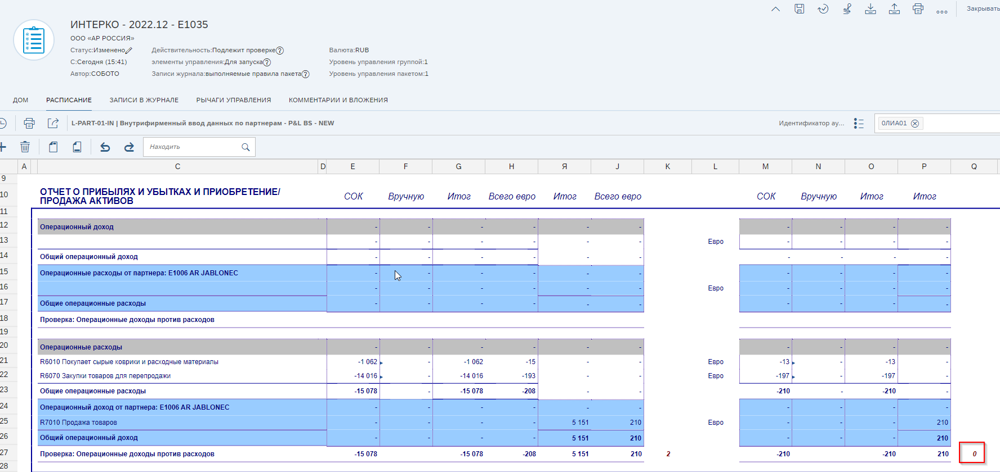 Закрывать
ИНТЕРКО - 2022.12 - E1035
ООО «АР РОССИЯ»
Статус:Изменено Действительность:Подлежит проверке Валюта:RUB
С:Сегодня (15:41) элементы управления:Для запуска Уровень управления группой:1
Автор:СОБОТО Записи журнала:выполняемые правила пакета Уровень управления пакетом:1
ДОМ РАСПИСАНИЕ ЗАПИСИ В ЖУРНАЛЕ РЫЧАГИ УПРАВЛЕНИЯ КОММЕНТАРИИ И ВЛОЖЕНИЯ
L-PART-01-IN | Внутрифирменный ввод данных по партнерам - P&L BS - NEW Идентификатор ау... 0ЛИА01
Находить
A C D E F G H Я J K L M N O P Q
9
10 ОТЧЕТ О ПРИБЫЛЯХ И УБЫТКАХ И ПРИОБРЕТЕНИЕ/ ПРОДАЖА АКТИВОВ СОК Вручную Итог Всего евро Итог Всего евро СОК Вручную Итог Итог
11
12 Операционный доход - - - - - - - - - -
13 - - - - - - Евро - - - -
14 Общий операционный доход - - - - - - - - - -
15 Операционные расходы от партнера: E1006 AR JABLONEC - - - - - - - - - -
16 - - - - - - Евро - - - -
17 Общие операционные расходы - - - - - - - - - -
18 Проверка: Операционные доходы против расходов
19
20 Операционные расходы - - - - - - - - - -
21 R6010 Покупает сырые коврики и расходные материалы -1 062 - -1 062 -15 - - Евро -13 - -13 -
22 R6070 Закупки товаров для перепродажи -14 016 - -14 016 -193 - - Евро -197 - -197 -
23 Общие операционные расходы -15 078 - -15 078 -208 - - -210 - -210 -
24 Операционный доход от партнера: E1006 AR JABLONEC - - - - - - - - - -
25 R7010 Продажа товаров - - - - 5 151 210 Евро - - - 210
26 Общий операционный доход - - - - 5 151 210 - - - 210
27 Проверка: Операционные доходы против расходов -15 078 -15 078 -208 5 151 210 2 -210 -210 210 0
28